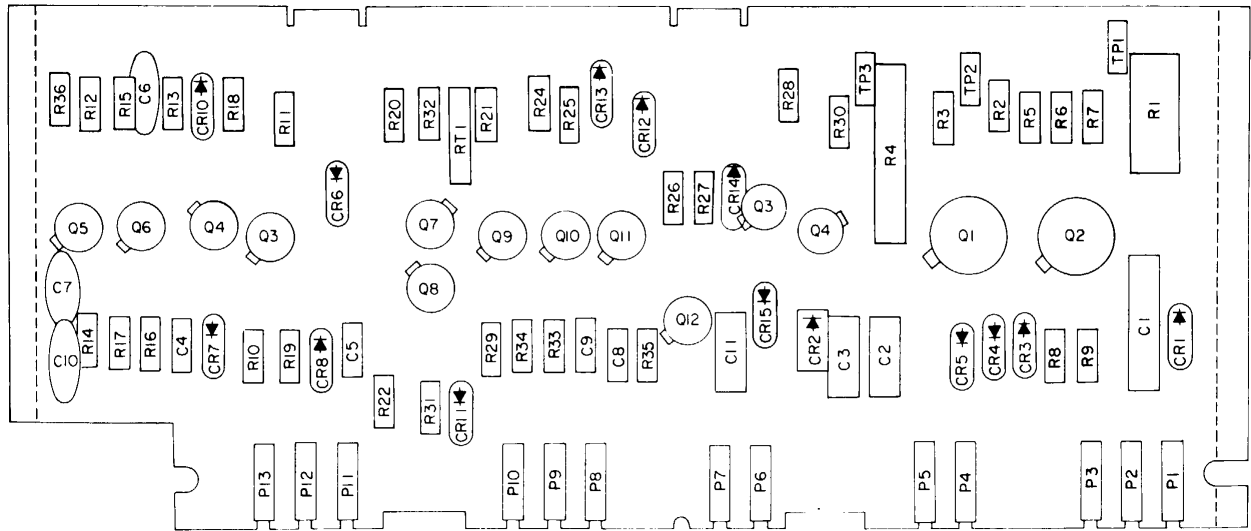 R36
R12
R15
C6
R13
CR10
R18
R11
R20
R32
RT1
R21
R24
R25
CR13
CR12
R28
R30
TP3
R4
R3
TP2
R2
R5
R6
R7
TP1
R1
CR6
R26
R27
CR14
Q5
Q6
Q4
Q3
Q7
Q9
Q10
Q11
Q3
Q4
Q1
Q2
C7
Q8
C10
R14
R17
R16
C4
CR7
R10
R19
CR8
C5
R22
R31
CR11
R29
R34
R33
C9
C8
R35
Q12
C11
CR15
CR2
C3
C2
CR5
CR4
CR3
R8
R9
C1
CR1
P13
P12
P11
P10
P9
P8
P7
P6
P5
P4
P3
P2
P1